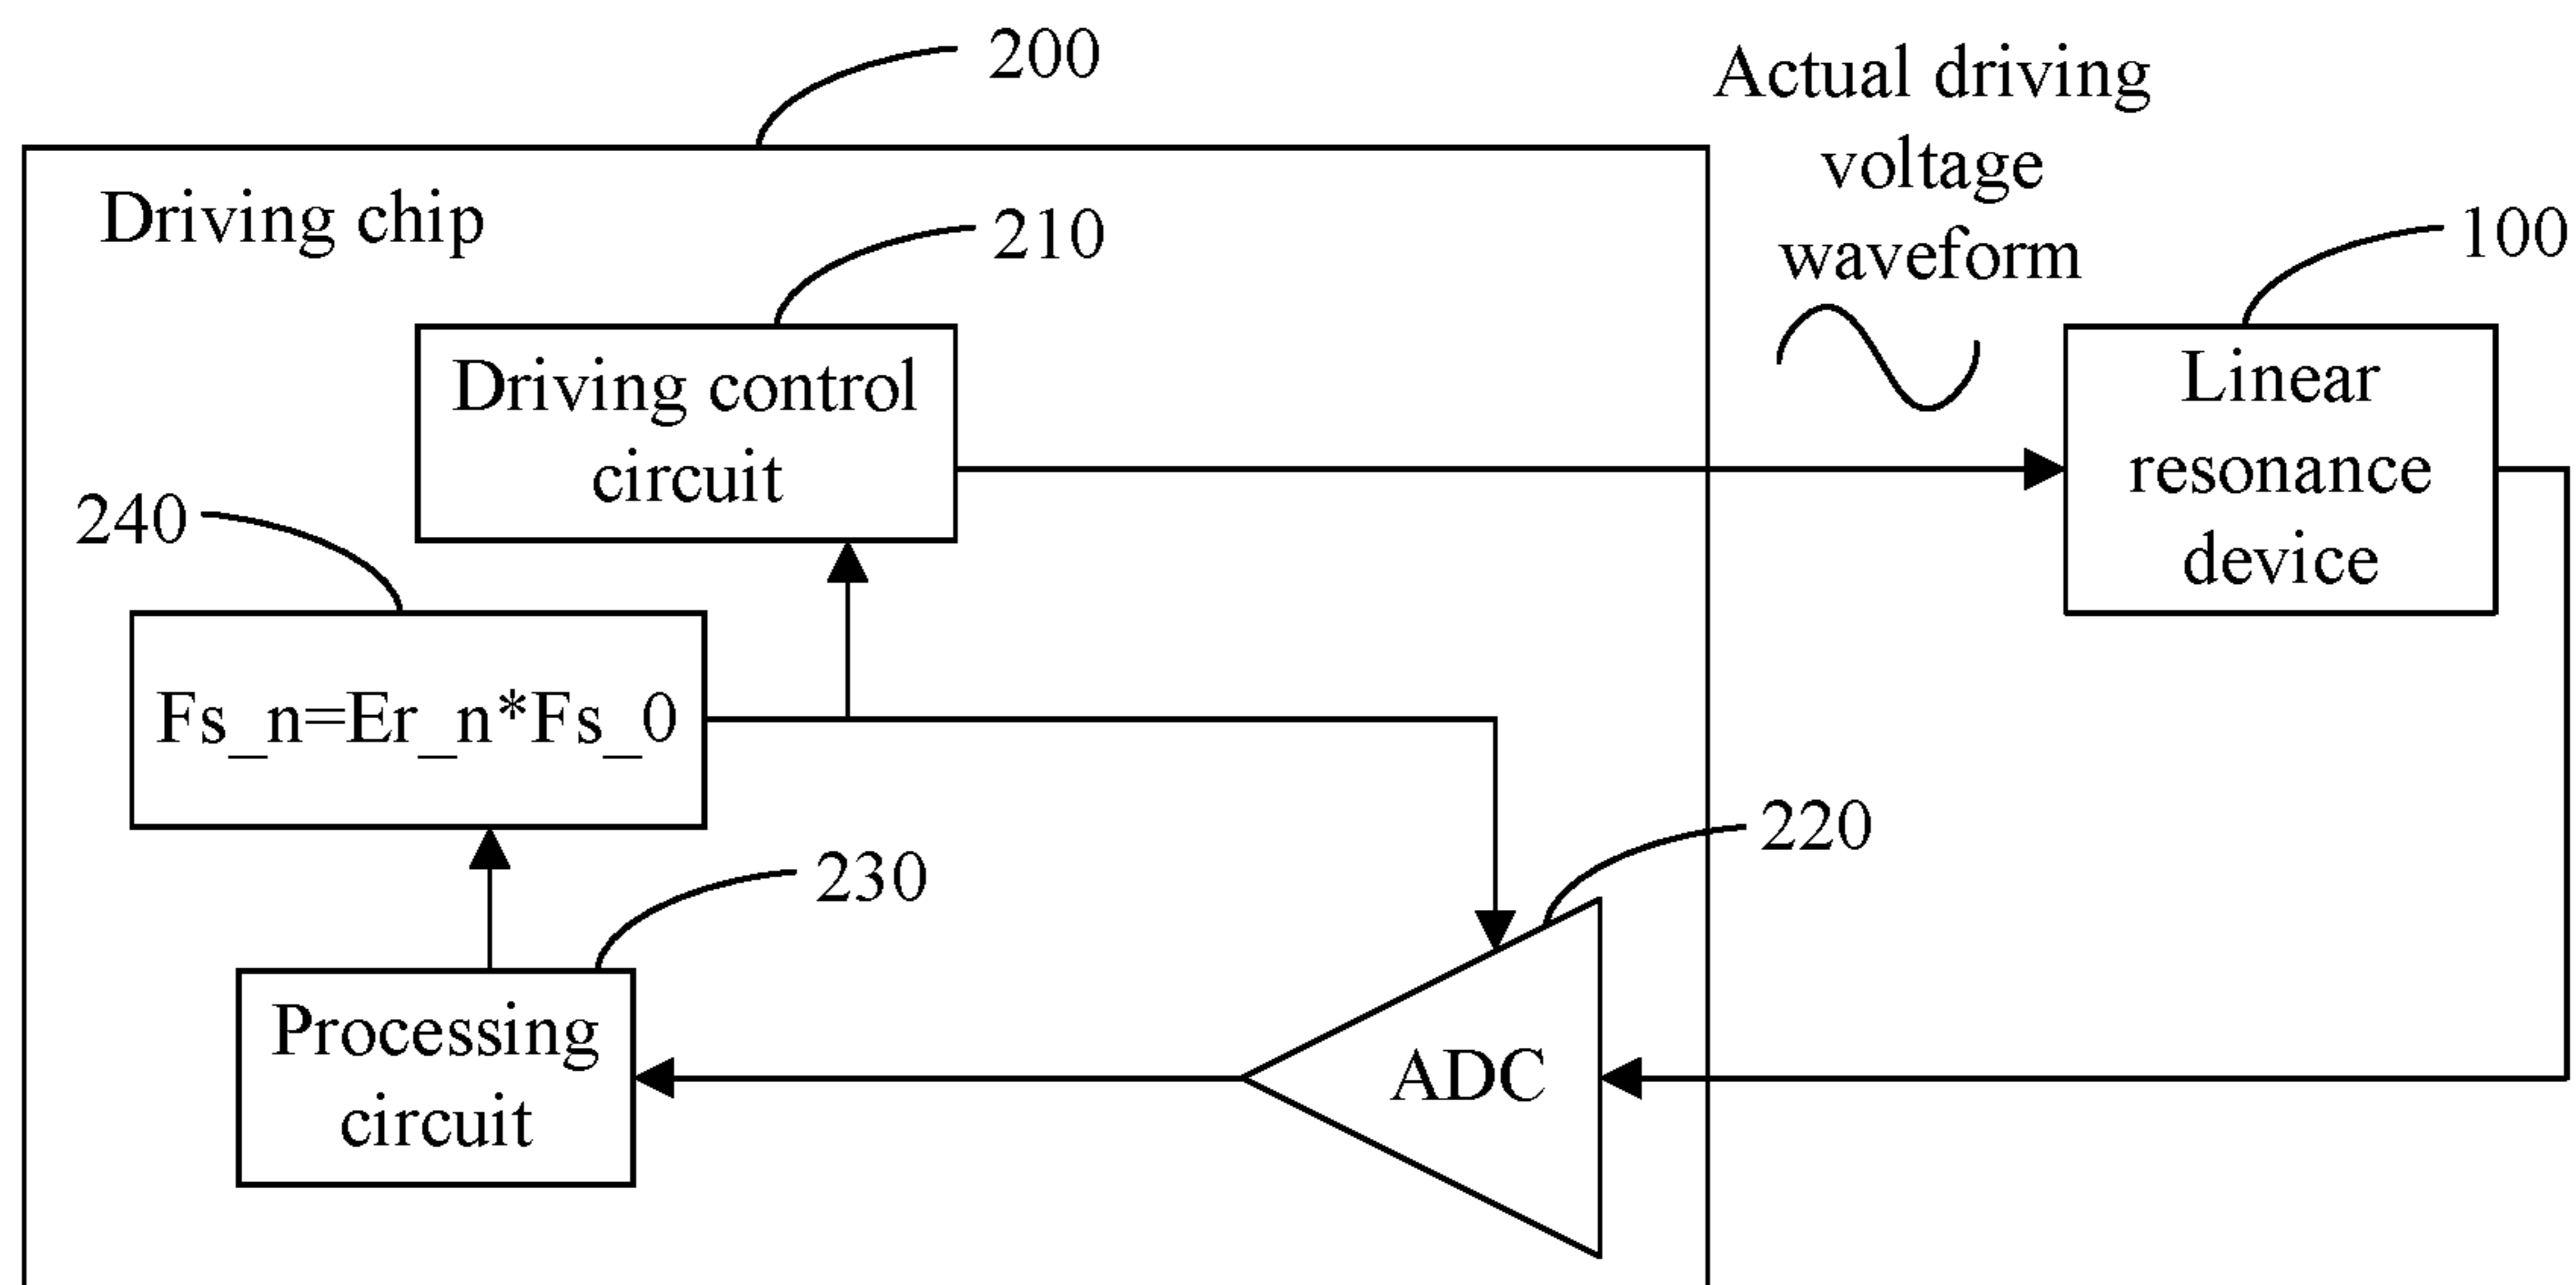 200
Actual driving
voltage
waveform
Driving chip
210
100
Driving control
circuit
Linear
resonance
device
240
Fs_n=Er_n*Fs_0
220
230
Processing
circuit
ADC